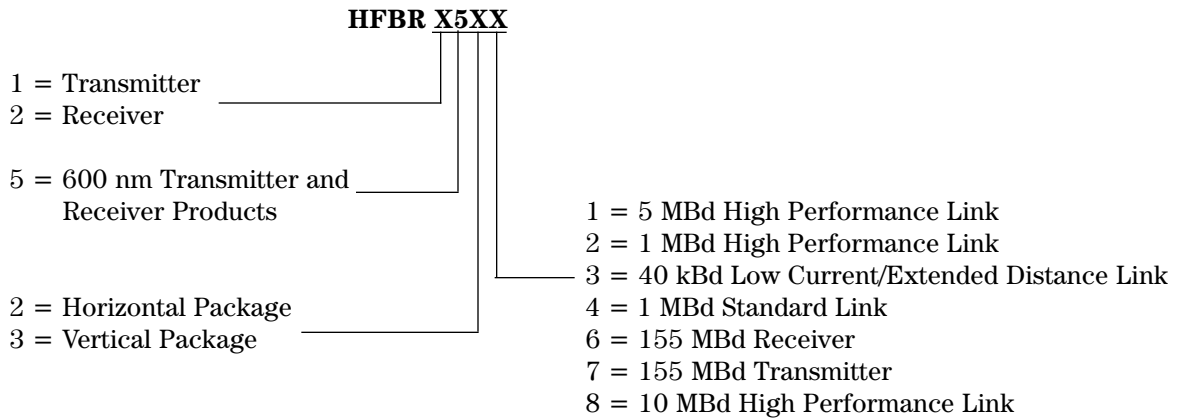 HFBR X5XX
1 = Transmitter
2 = Receiver
5 = 600 nm Transmitter and
Receiver Products
2 = Horizontal Package
3 = Vertical Package
1 = 5 MBd High Performance Link
2 = 1 MBd High Performance Link
3 = 40 kBd Low Current/Extended Distance Link
4 = 1 MBd Standard Link
6 = 155 MBd Receiver
7 = 155 MBd Transmitter
8 = 10 MBd High Performance Link